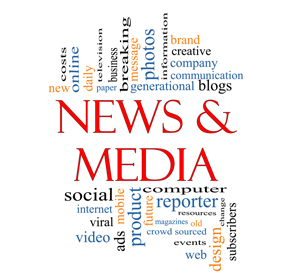 costs
new
online
daily
television
paper
business
breaking
message
photos
information
brand
creative
company
communication
generational blogs
NEWS &
MEDIA
social
internet
viral
video
ads
mobile
product
future
computer
reporter
resources
magazines old
crowd sourced
events
web
design
change
subscribers